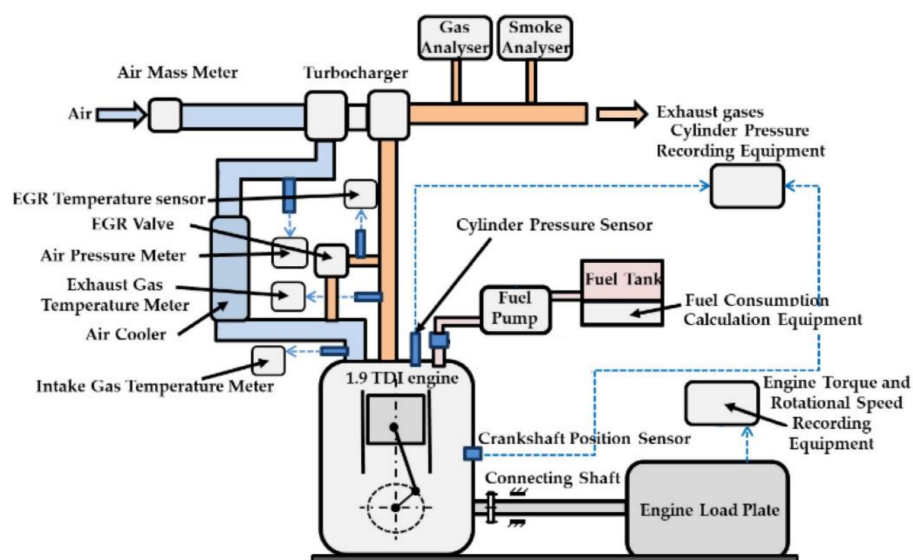 Gas
Analyser
Smoke
Analyser
Air Mass Meter
Turbocharger
Air
Exhaust gases
Cylinder Pressure
Recording Equipment
EGR Temperature sensor
EGR Valve
Cylinder Pressure Sensor
Air Pressure Meter
Exhaust Gas
Temperature Meter
Fuel Tank
Fuel
Pump
Fuel Consumption
Calculation Equipment
Air Cooler
Intake Gas Temperature Meter
1.9 TDI engine
Engine Torque and
Rotational Speed
Recording
Equipment
Crankshaft Position Sensor
Connecting Shaft
Engine Load Plate